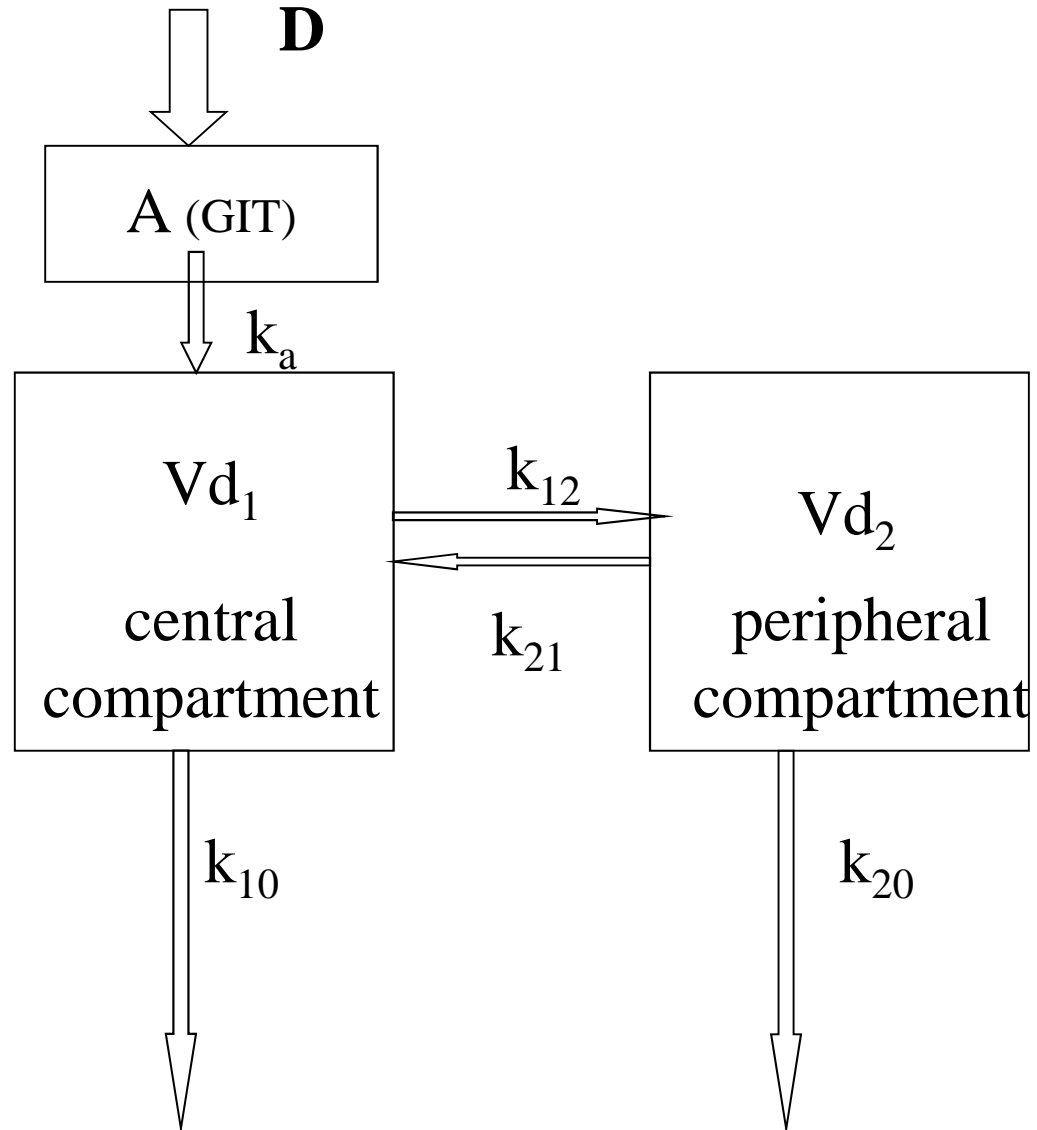 D
A (GIT)
kₐ
Vd₁
central
compartment
k₁₂
k₂₁
Vd₂
peripheral
compartment
k₁₀
k₂₀